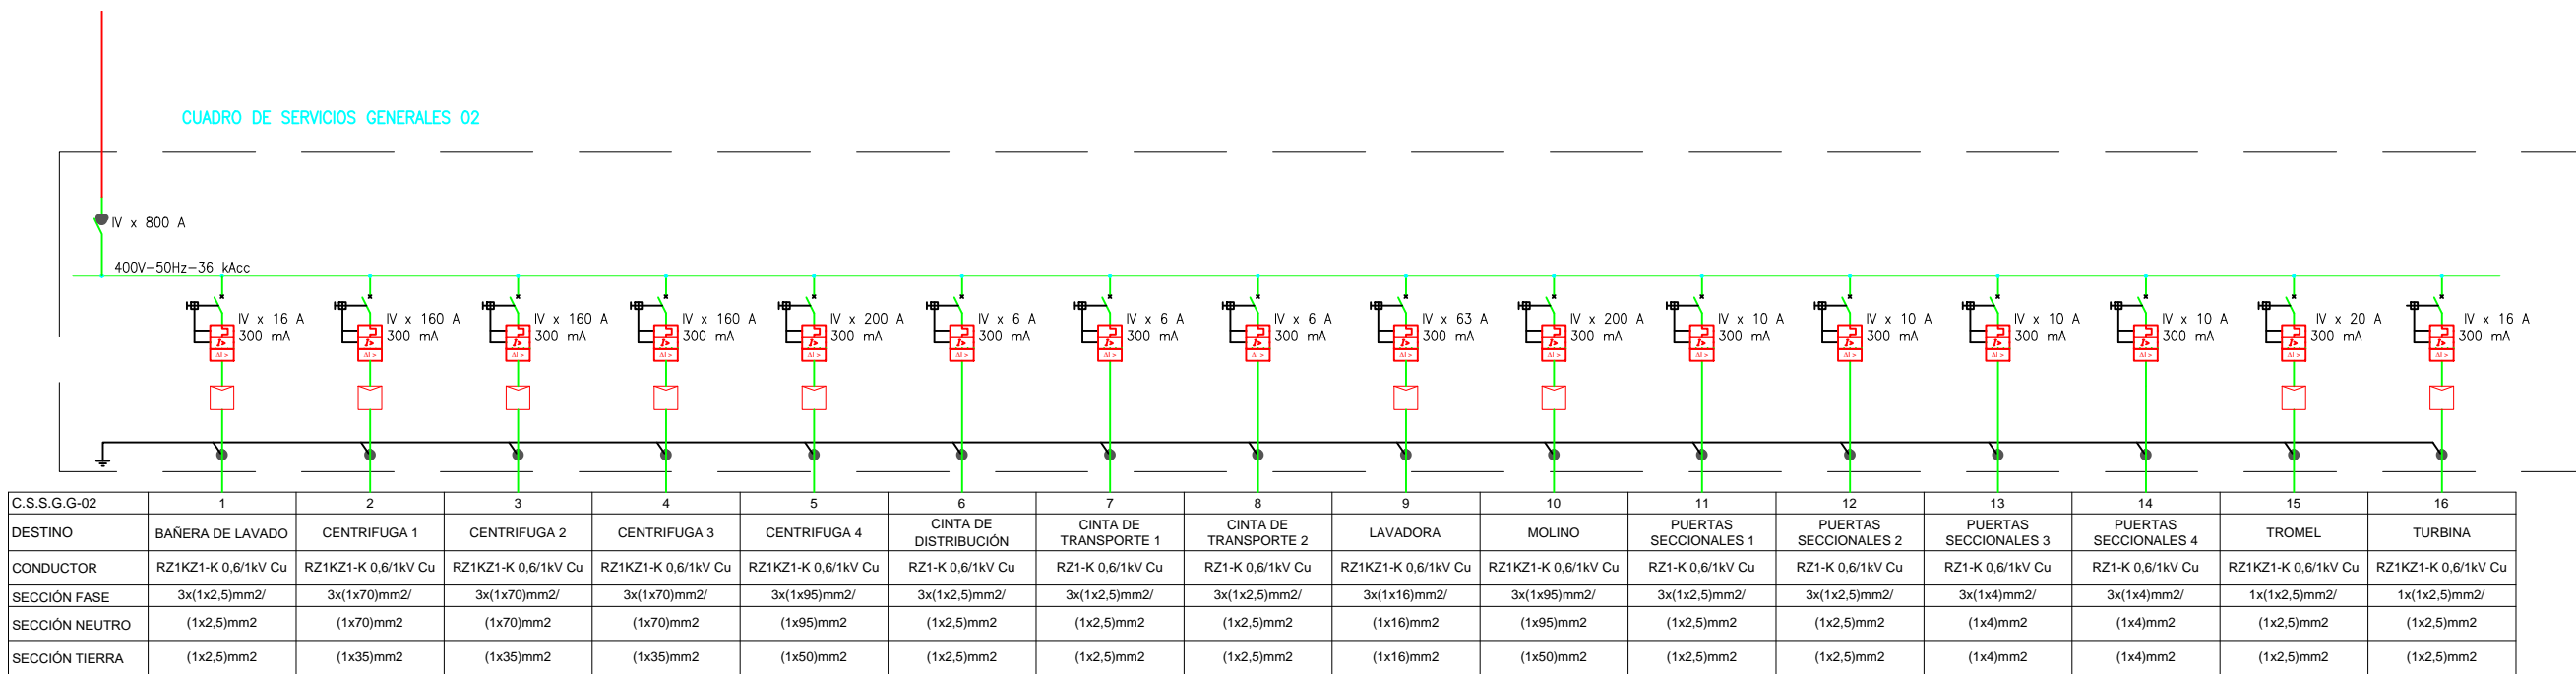 CUADRO DE SERVICIOS GENERALES 02
IV x 800 A
400V-50Hz-36 kAcc
IV x 16 A
300 mA
IV x 160 A
300 mA
IV x 160 A
300 mA
IV x 160 A
300 mA
IV x 200 A
300 mA
IV x 6 A
300 mA
IV x 6 A
300 mA
IV x 6 A
300 mA
IV x 63 A
300 mA
IV x 200 A
300 mA
IV x 10 A
300 mA
IV x 10 A
300 mA
IV x 10 A
300 mA
IV x 10 A
300 mA
IV x 20 A
300 mA
IV x 16 A
300 mA
C.S.S.G.G-02 1 2 3 4 5 6 7 8 9 10 11 12 13 14 15 16
DESTINO BAÑERA DE LAVADO CENTRIFUGA 1 CENTRIFUGA 2 CENTRIFUGA 3 CENTRIFUGA 4 CINTA DE DISTRIBUCIÓN CINTA DE TRANSPORTE 1 CINTA DE TRANSPORTE 2 LAVADORA MOLINO PUERTAS SECCIONALES 1 PUERTAS SECCIONALES 2 PUERTAS SECCIONALES 3 PUERTAS SECCIONALES 4 TROMEL TURBINA
CONDUCTOR RZ1KZ1-K 0,6/1kV Cu RZ1KZ1-K 0,6/1kV Cu RZ1KZ1-K 0,6/1kV Cu RZ1KZ1-K 0,6/1kV Cu RZ1KZ1-K 0,6/1kV Cu RZ1-K 0,6/1kV Cu RZ1-K 0,6/1kV Cu RZ1-K 0,6/1kV Cu RZ1KZ1-K 0,6/1kV Cu RZ1KZ1-K 0,6/1kV Cu RZ1-K 0,6/1kV Cu RZ1-K 0,6/1kV Cu RZ1-K 0,6/1kV Cu RZ1-K 0,6/1kV Cu RZ1KZ1-K 0,6/1kV Cu RZ1KZ1-K 0,6/1kV Cu
SECCIÓN FASE 3x(1x2,5)mm2/ 3x(1x70)mm2/ 3x(1x70)mm2/ 3x(1x70)mm2/ 3x(1x95)mm2/ 3x(1x2,5)mm2/ 3x(1x2,5)mm2/ 3x(1x2,5)mm2/ 3x(1x16)mm2/ 3x(1x95)mm2/ 3x(1x2,5)mm2/ 3x(1x2,5)mm2/ 3x(1x4)mm2/ 3x(1x4)mm2/ 1x(1x2,5)mm2/ 1x(1x2,5)mm2/
SECCIÓN NEUTRO (1x2,5)mm2 (1x70)mm2 (1x70)mm2 (1x70)mm2 (1x95)mm2 (1x2,5)mm2 (1x2,5)mm2 (1x2,5)mm2 (1x16)mm2 (1x95)mm2 (1x2,5)mm2 (1x2,5)mm2 (1x4)mm2 (1x4)mm2 (1x2,5)mm2 (1x2,5)mm2
SECCIÓN TIERRA (1x2,5)mm2 (1x35)mm2 (1x35)mm2 (1x35)mm2 (1x50)mm2 (1x2,5)mm2 (1x2,5)mm2 (1x2,5)mm2 (1x16)mm2 (1x50)mm2 (1x2,5)mm2 (1x2,5)mm2 (1x4)mm2 (1x4)mm2 (1x2,5)mm2 (1x2,5)mm2